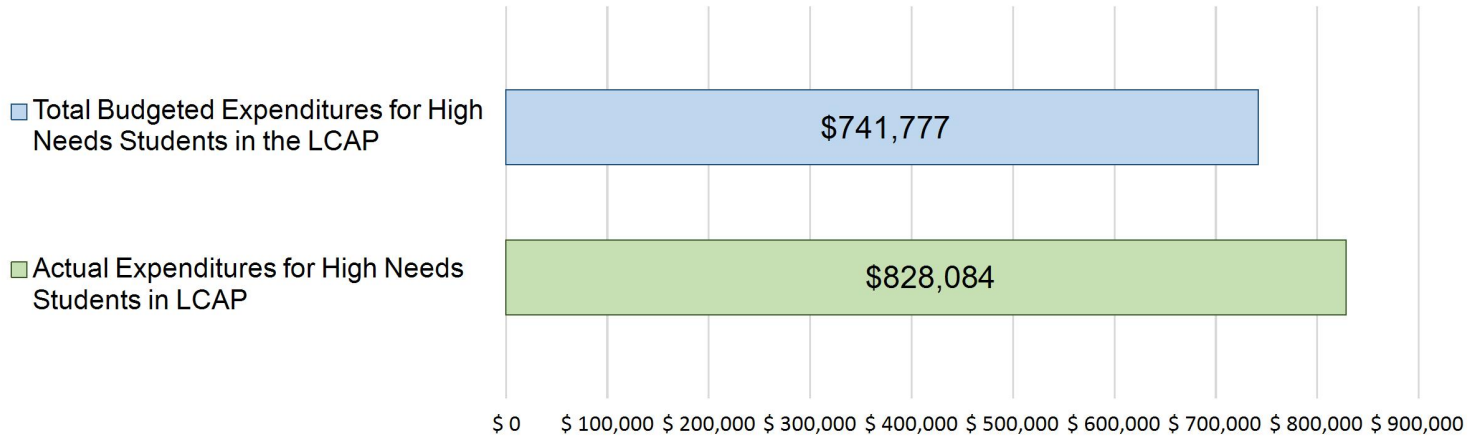 Total Budgeted Expenditures for High
Needs Students in the LCAP
$741,777
Actual Expenditures for High Needs
Students in LCAP
$828,084
$ 0 $ 100,000 $ 200,000 $ 300,000 $ 400,000 $ 500,000 $ 600,000 $ 700,000 $ 800,000 $ 900,000